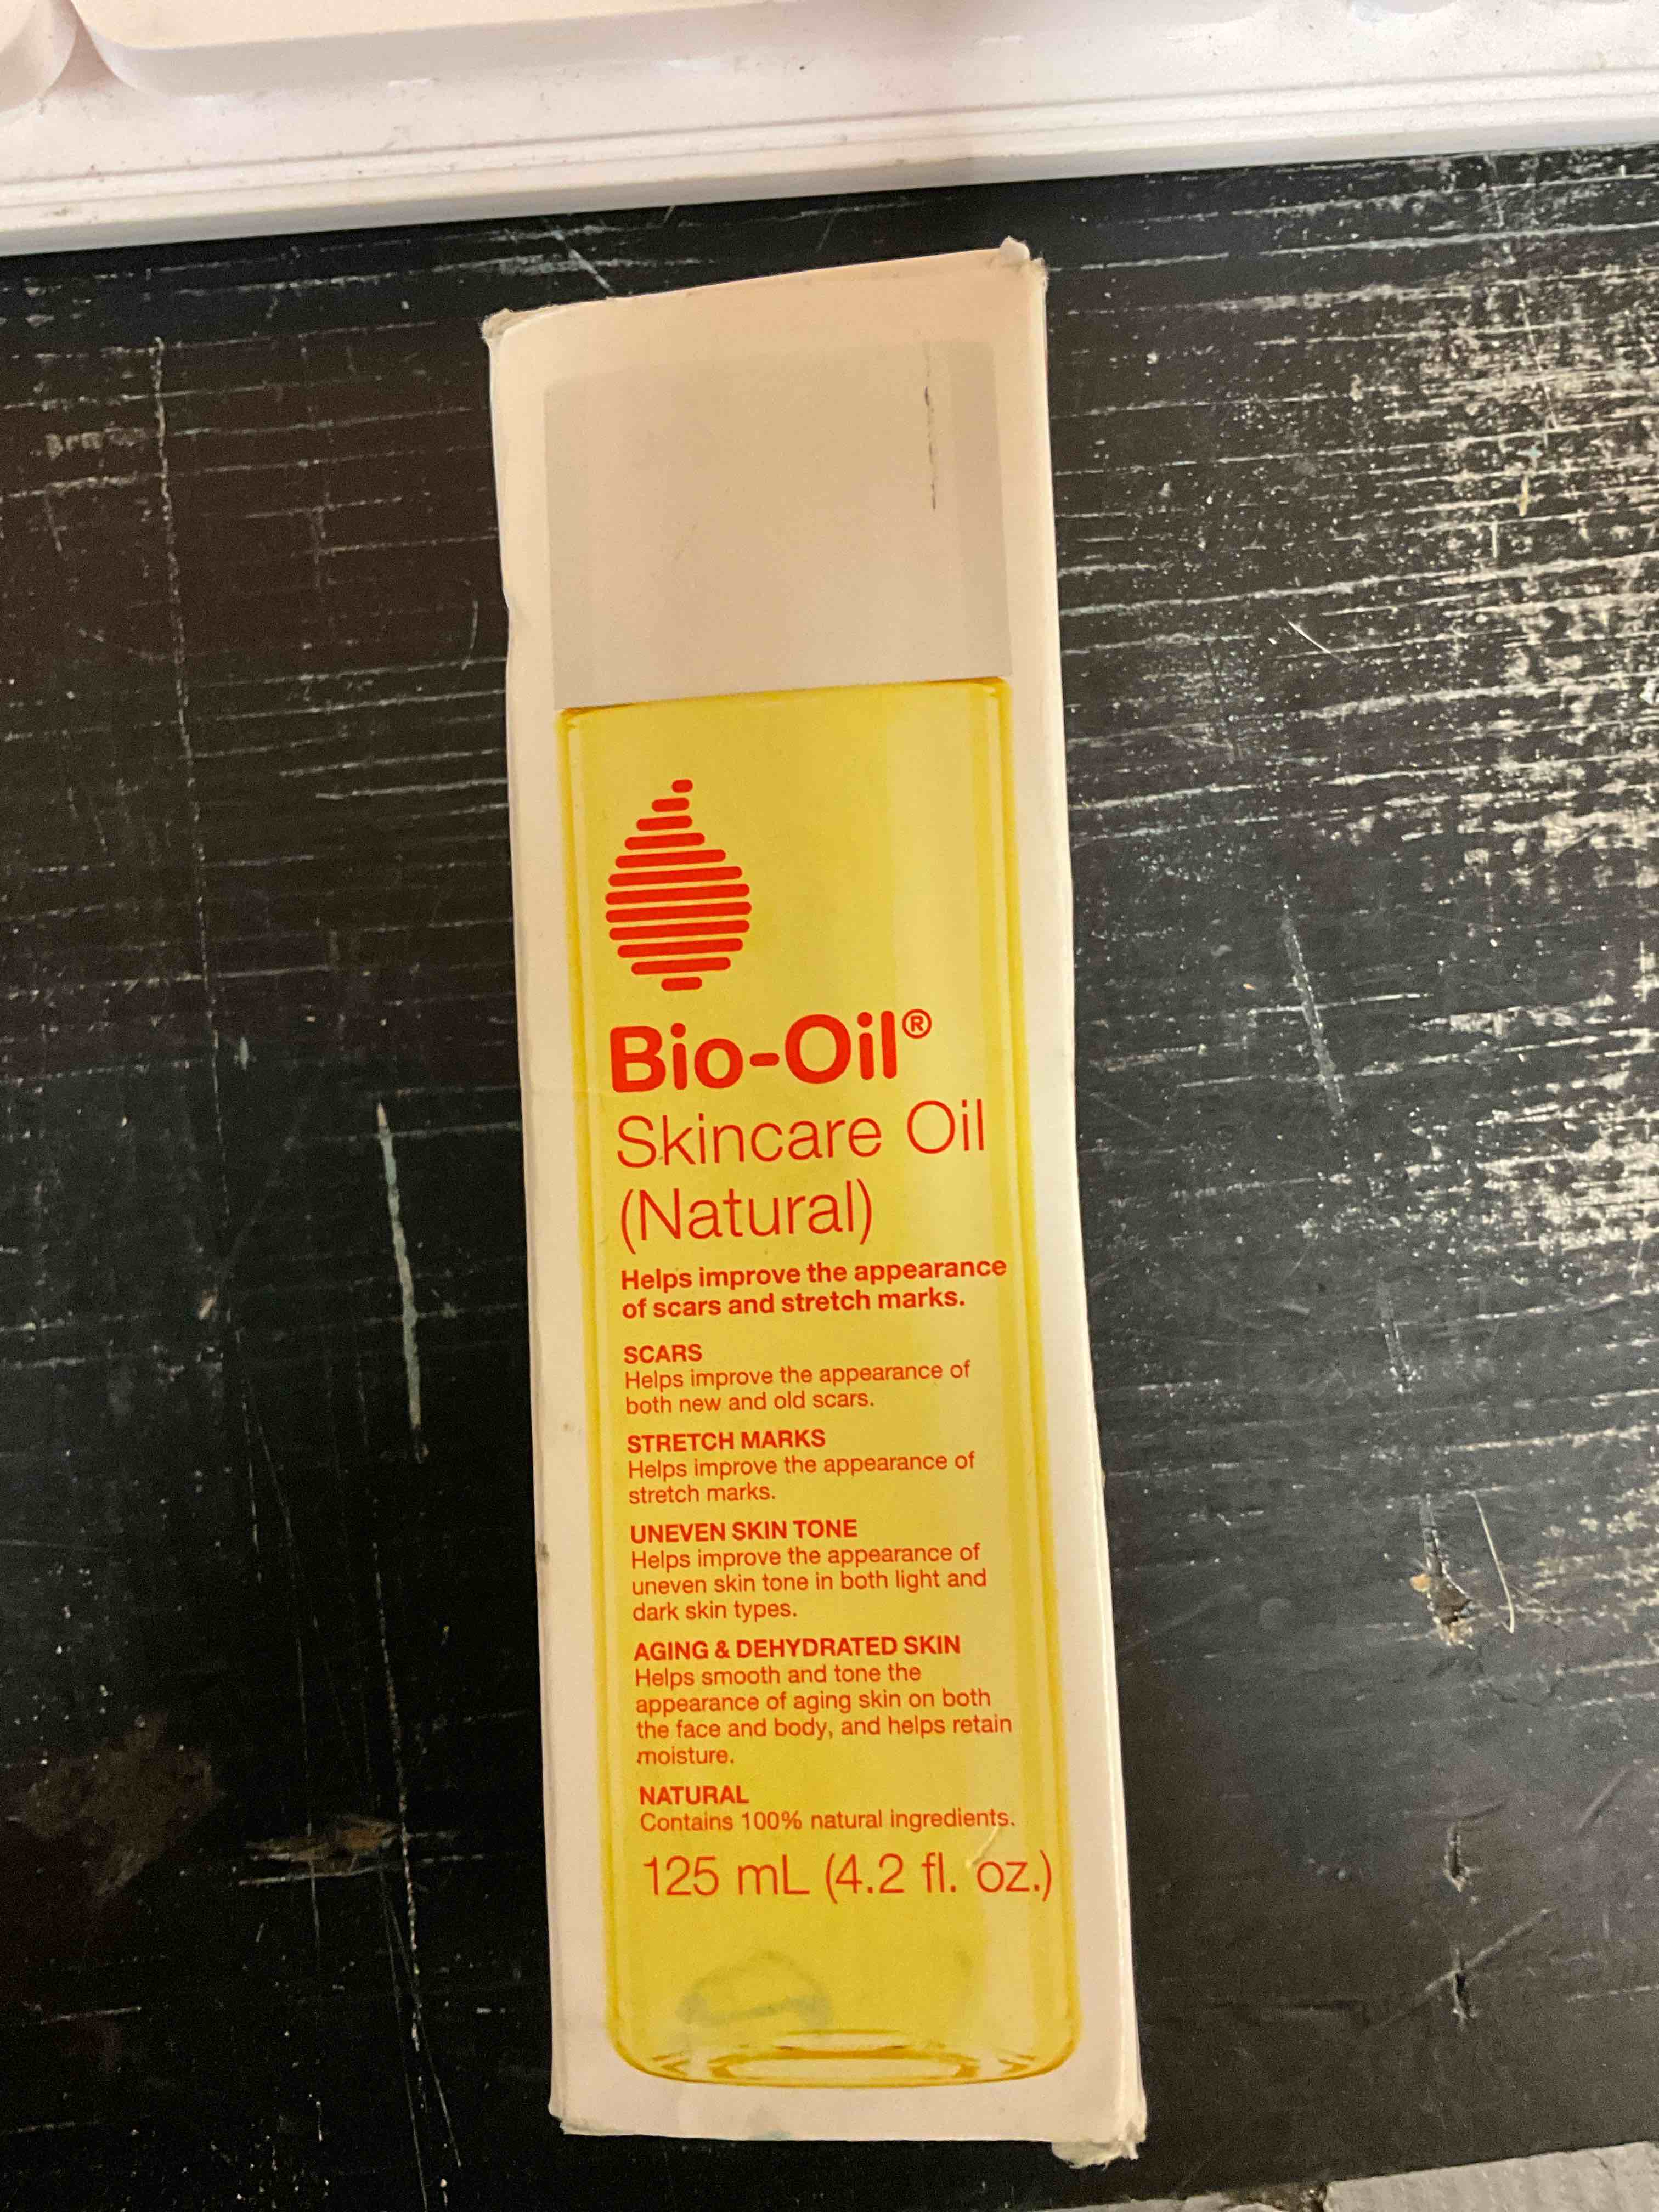 Bio-Oil®
Skincare Oil
(Natural)
Helps improve the appearance
of scars and stretch marks.
SCARS
Helps improve the appearance of
both new and old scars.
STRETCH MARKS
Helps improve the appearance of
stretch marks.
UNEVEN SKIN TONE
Helps improve the appearance of
uneven skin tone in both light and
dark skin types.
AGING & DEHYDRATED SKIN
Helps smooth and tone the
appearance of aging skin on both
the face and body, and helps retain
moisture.
NATURAL
Contains 100% natural ingredients.
125 mL (4.2 fl. oz.)